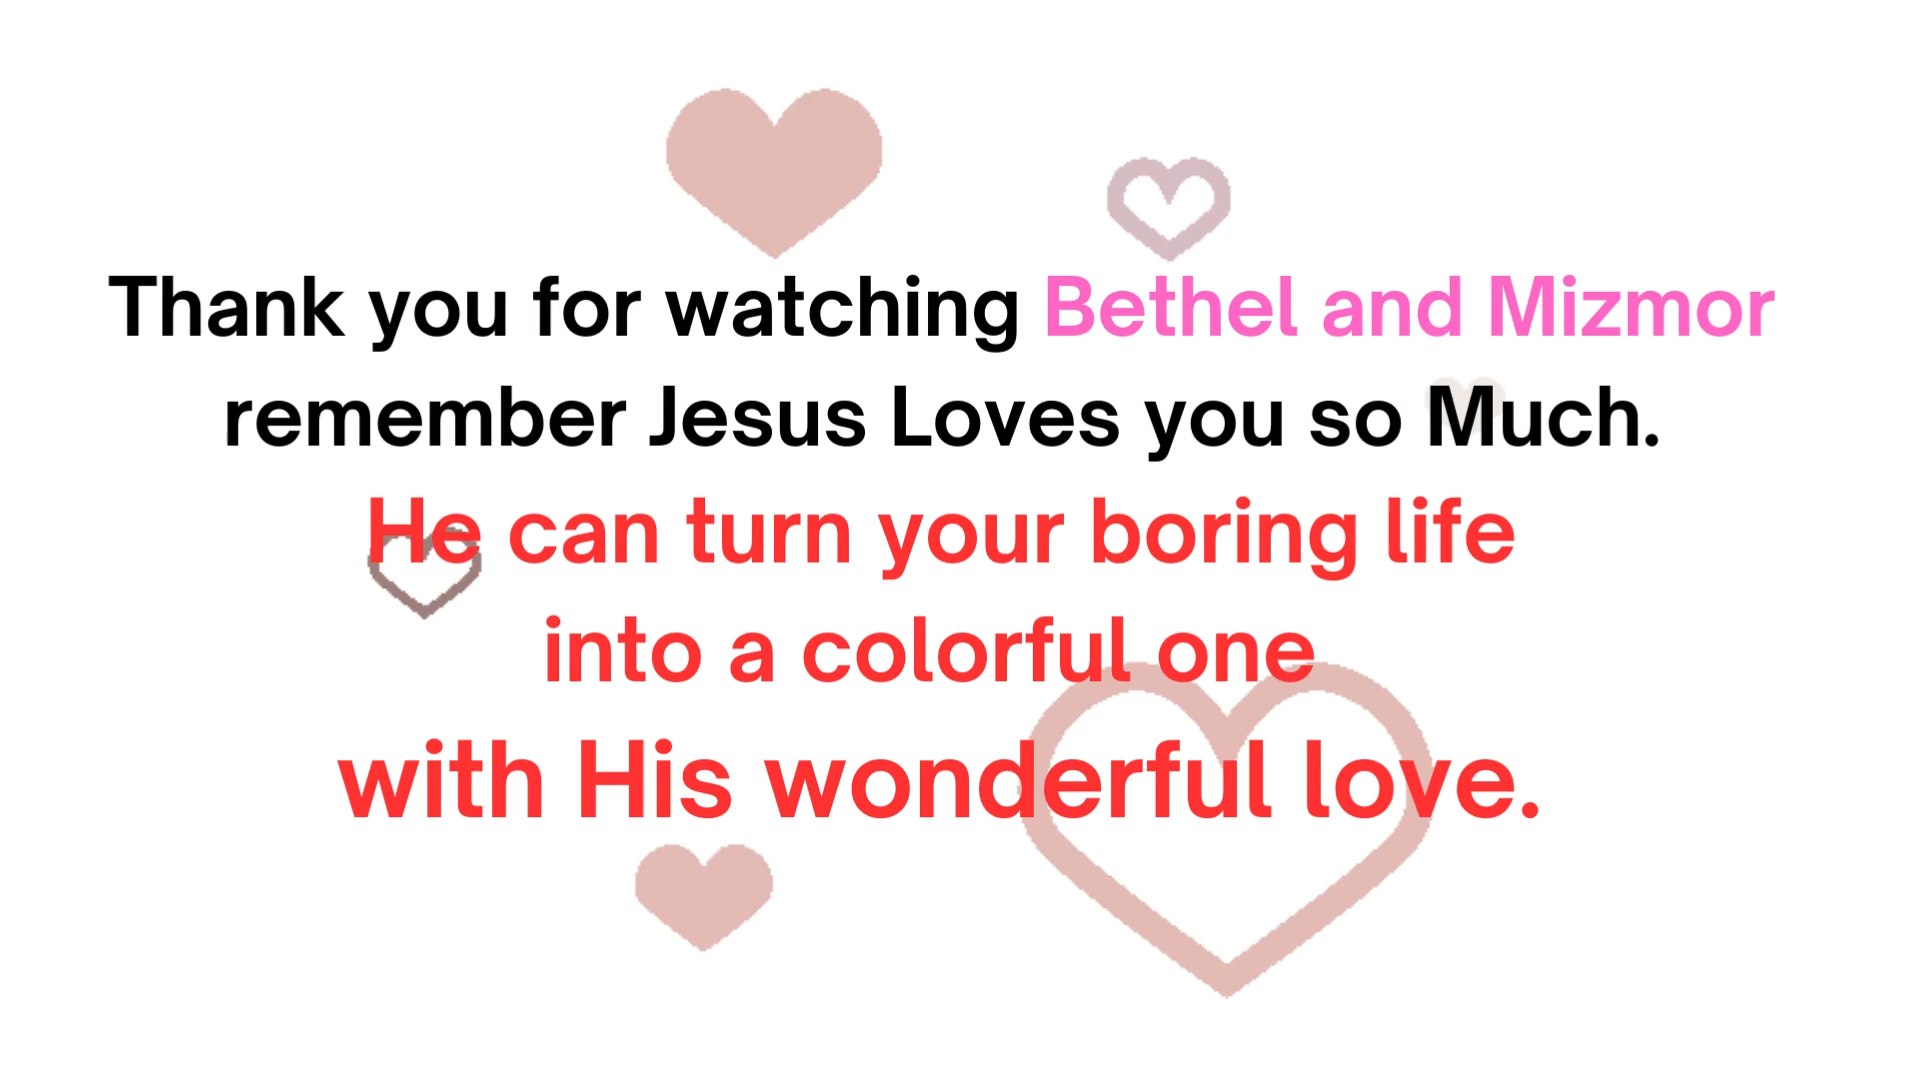 Thank you for watching Bethel and Mizmor
remember Jesus Loves you so Much.
He can turn your boring life
into a colorful one
with His wonderful love.